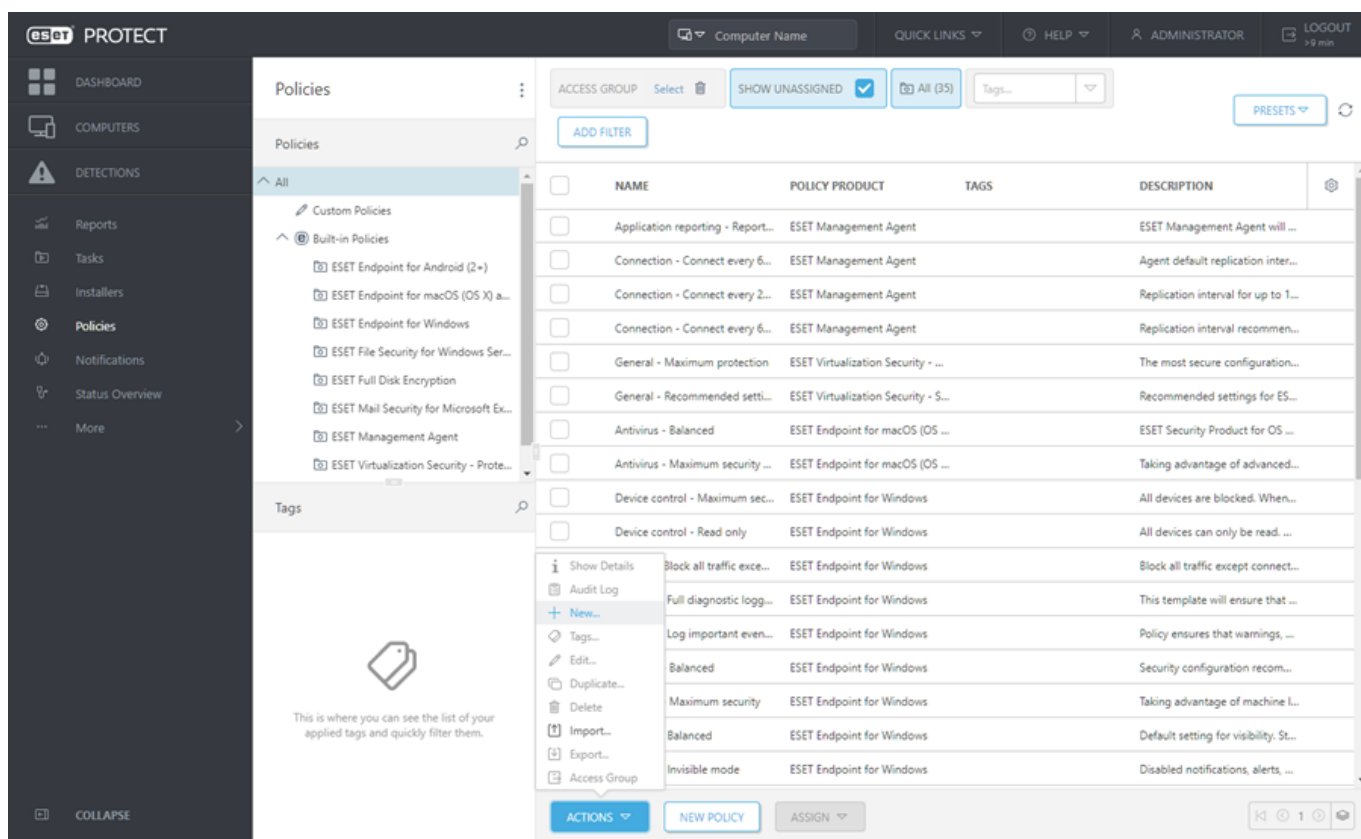 eset PROTECT
Computer Name
QUICK LINKS
HELP
ADMINISTRATOR
LOGOUT
>9 min
DASHBOARD
COMPUTERS
DETECTIONS
Reports
Tasks
Installers
Policies
Notifications
Status Overview
More
COLLAPSE
Policies
Policies
All
Custom Policies
Built-in Policies
ESET Endpoint for Android (2+)
ESET Endpoint for macOS (OS X) a...
ESET Endpoint for Windows
ESET File Security for Windows Ser...
ESET Full Disk Encryption
ESET Mail Security for Microsoft Ex...
ESET Management Agent
ESET Virtualization Security - Prote...
Tags
This is where you can see the list of your
applied tags and quickly filter them.
ACCESS GROUP Select
SHOW UNASSIGNED
All (35)
Tags...
PRESETS
ADD FILTER
NAME POLICY PRODUCT TAGS DESCRIPTION
Application reporting - Report... ESET Management Agent ESET Management Agent will ...
Connection - Connect every 6... ESET Management Agent Agent default replication inter...
Connection - Connect every 2... ESET Management Agent Replication interval for up to 1...
Connection - Connect every 6... ESET Management Agent Replication interval recommen...
General - Maximum protection ESET Virtualization Security - ... The most secure configuration...
General - Recommended setti... ESET Virtualization Security - S... Recommended settings for ES...
Antivirus - Balanced ESET Endpoint for macOS (OS ... ESET Security Product for OS ...
Antivirus - Maximum security ... ESET Endpoint for macOS (OS ... Taking advantage of advanced...
Device control - Maximum sec... ESET Endpoint for Windows All devices are blocked. When...
Device control - Read only ESET Endpoint for Windows All devices can only be read. ...
Block all traffic exce... ESET Endpoint for Windows Block all traffic except connect...
Full diagnostic logg... ESET Endpoint for Windows This template will ensure that ...
Log important even... ESET Endpoint for Windows Policy ensures that warnings, ...
Balanced ESET Endpoint for Windows Security configuration recom...
Maximum security ESET Endpoint for Windows Taking advantage of machine l...
Balanced ESET Endpoint for Windows Default setting for visibility. St...
Invisible mode ESET Endpoint for Windows Disabled notifications, alerts, ...
Show Details
Audit Log
New...
Tags...
Edit...
Duplicate...
Delete
Import...
Export...
Access Group
ACTIONS
NEW POLICY
ASSIGN
1